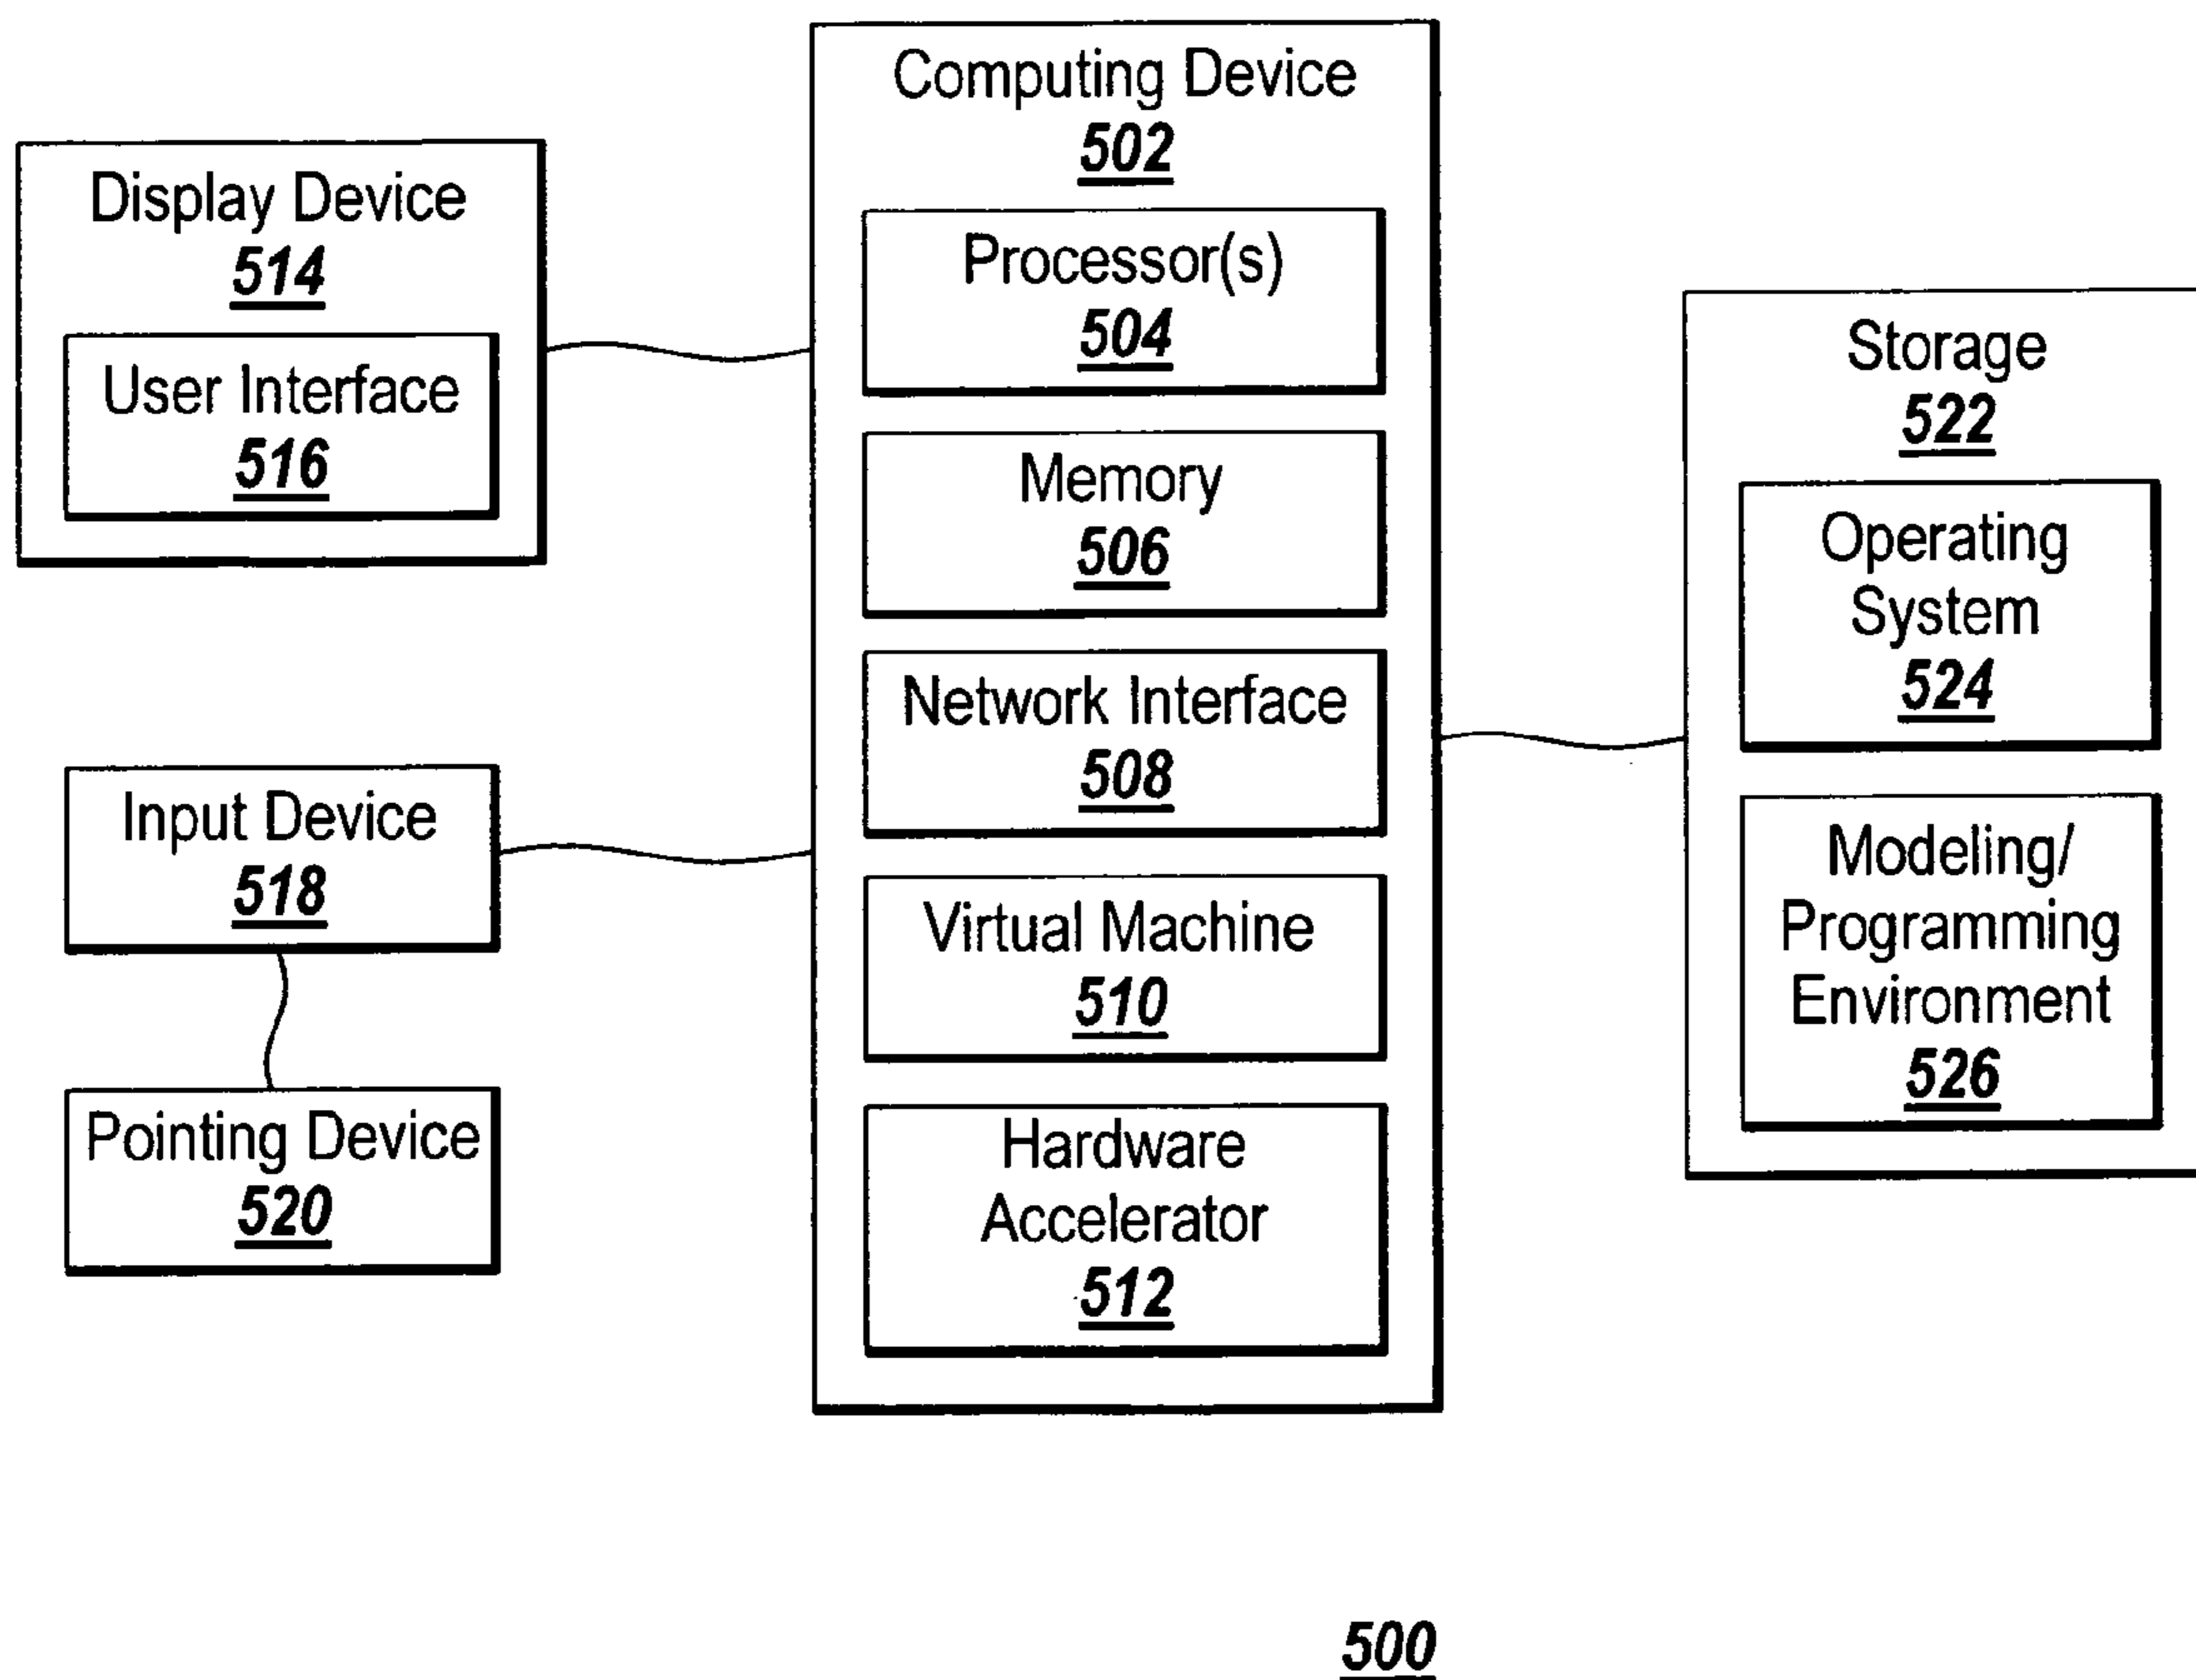 Computing Device
502
Processor(s)
504
Memory
506
Network Interface
508
Virtual Machine
510
Hardware
Accelerator
512
Display Device
514
User Interface
516
Input Device
518
Pointing Device
520
Storage
522
Operating
System
524
Modeling/
Programming
Environment
526
500